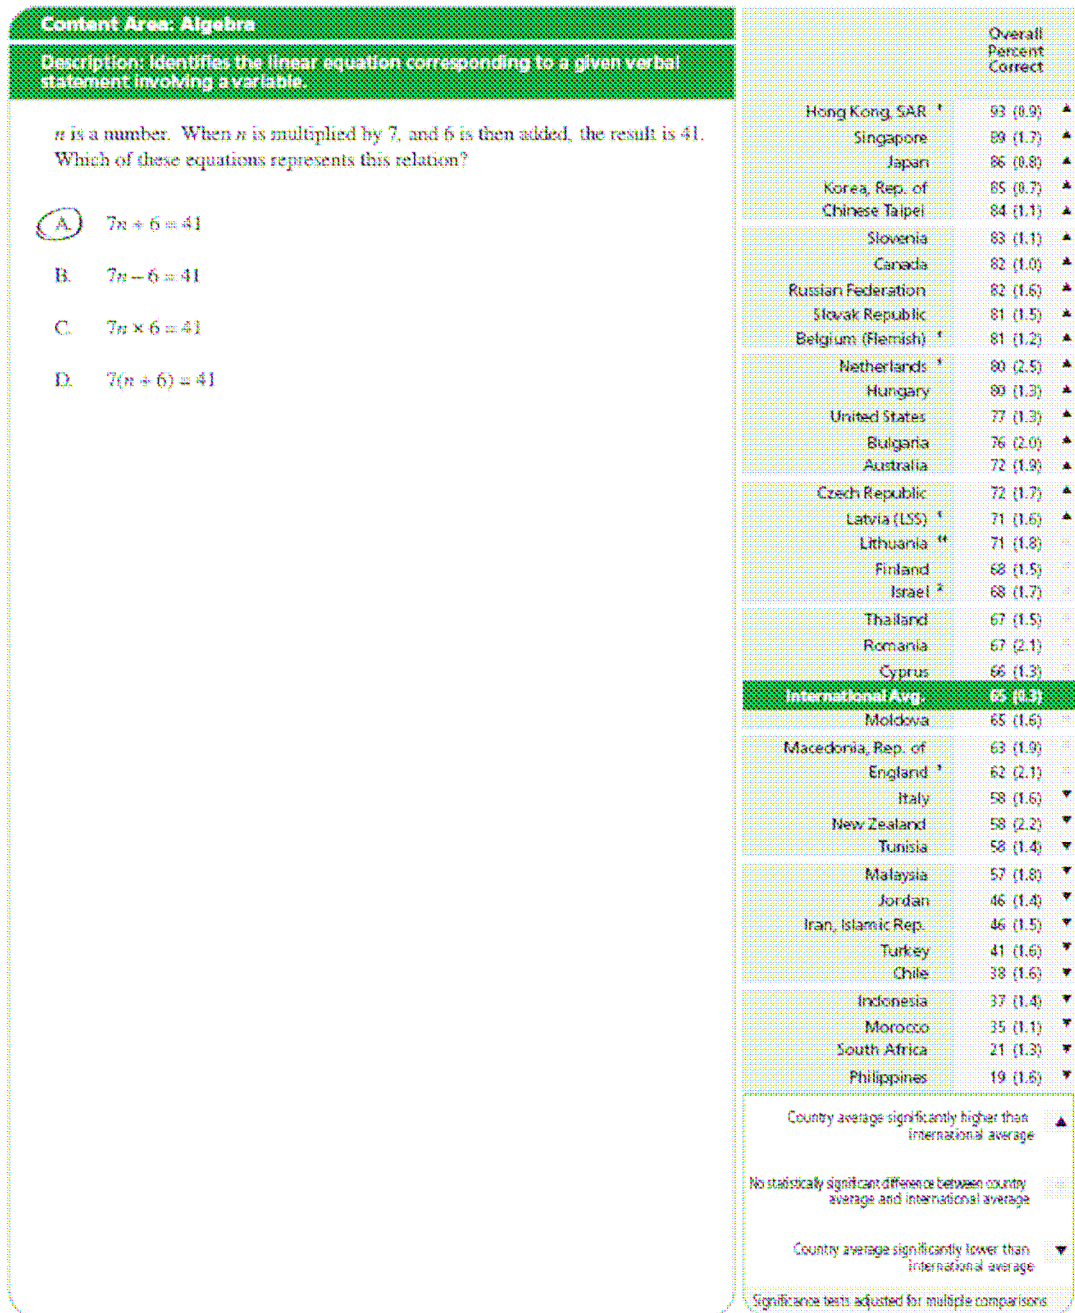 Content Area: Algebra
Description: Identifies the linear equation corresponding to a given verbal
statement involving a variable.
n is a number. When n is multiplied by 7, and 6 is then added, the result is 41.
Which of these equations represents this relation?
A. 7n + 6 = 41
B. 7n – 6 = 41
C. 7n × 6 = 41
D. 7(n + 6) = 41
Overall
Percent
Correct
Hong Kong, SAR † 93 (0.9) ▲
Singapore 89 (1.7) ▲
Japan 86 (0.8) ▲
Korea, Rep. of 85 (0.7) ▲
Chinese Taipei 84 (1.1) ▲
Slovenia 83 (1.1) ▲
Canada 82 (1.0) ▲
Russian Federation 82 (1.6) ▲
Slovak Republic 81 (1.5) ▲
Belgium (Flemish) † 81 (1.2) ▲
Netherlands † 80 (2.5) ▲
Hungary 80 (1.3) ▲
United States 77 (1.3) ▲
Bulgaria 76 (2.0) ▲
Australia 72 (1.9) ▲
Czech Republic 72 (1.7) ▲
Latvia (LSS) 1 71 (1.6) ▲
Lithuania 71 (1.8)
Finland 68 (1.5)
Israel 2 68 (1.7)
Thailand 67 (1.5)
Romania 67 (2.1)
Cyprus 66 (1.3)
International Avg. 65 (0.3)
Moldova 65 (1.6)
Macedonia, Rep. of 63 (1.9)
England † 62 (2.1)
Italy 58 (1.6) ▼
New Zealand 58 (2.2) ▼
Tunisia 58 (1.4) ▼
Malaysia 57 (1.8) ▼
Jordan 46 (1.4) ▼
Iran, Islamic Rep. 46 (1.5) ▼
Turkey 41 (1.6) ▼
Chile 38 (1.6) ▼
Indonesia 37 (1.4) ▼
Morocco 35 (1.1) ▼
South Africa 21 (1.3) ▼
Philippines 19 (1.6) ▼
Country average significantly higher than ▲
international average
No statistically significant difference between country
average and international average
Country average significantly lower than ▼
international average
Significance tests adjusted for multiple comparisons